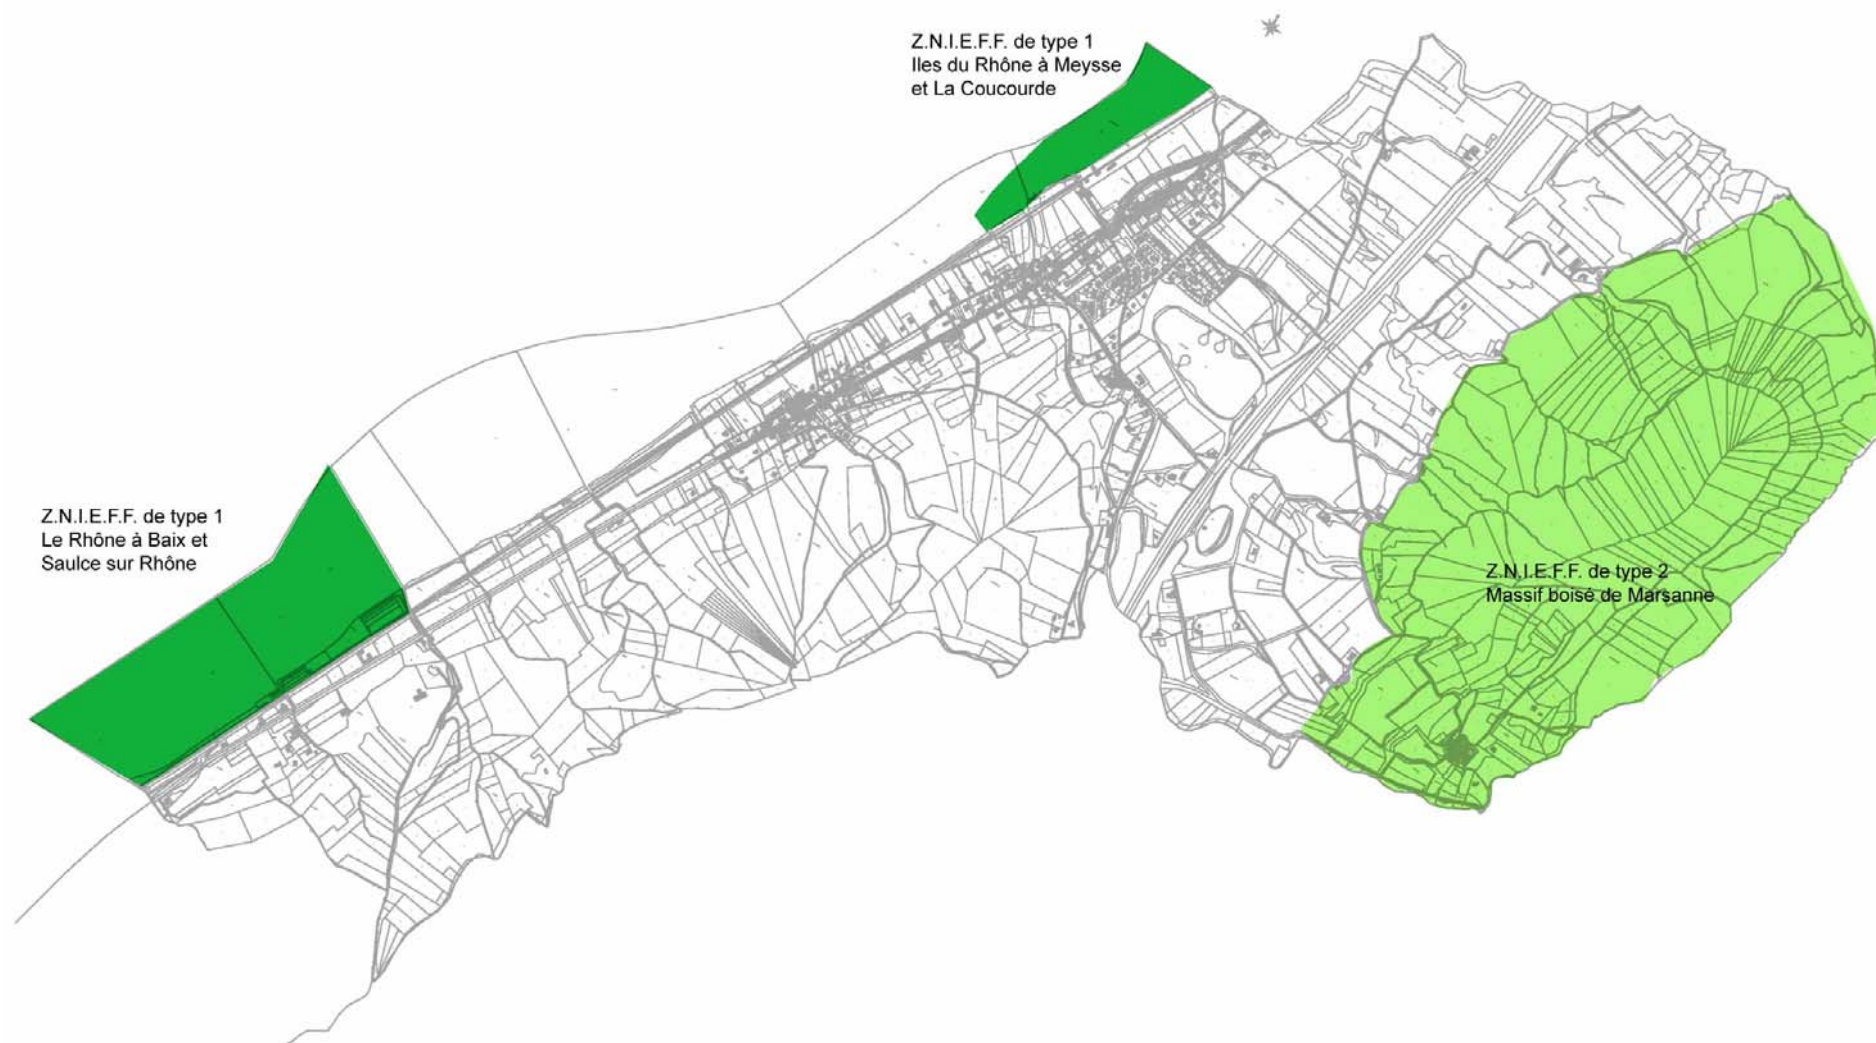 Z.N.I.E.F.F. de type 1
Iles du Rhône à Meysse
et La Coucourde
Z.N.I.E.F.F. de type 1
Le Rhône à Baix et
Saulce sur Rhône
Z.N.I.E.F.F. de type 2
Massif boisé de Marsanne